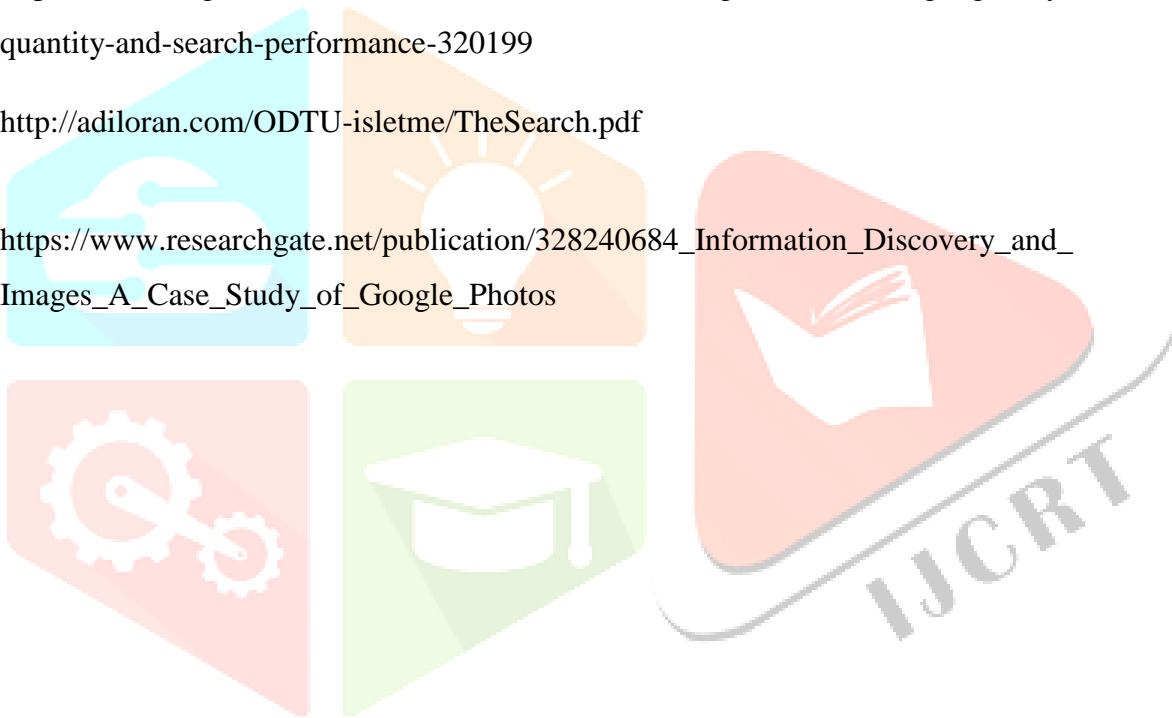 quantity-and-search-performance-320199
http://adiloran.com/ODTU-isletme/TheSearch.pdf
https://www.researchgate.net/publication/328240684_Information_Discovery_and_
Images_A_Case_Study_of_Google_Photos
IJCRT